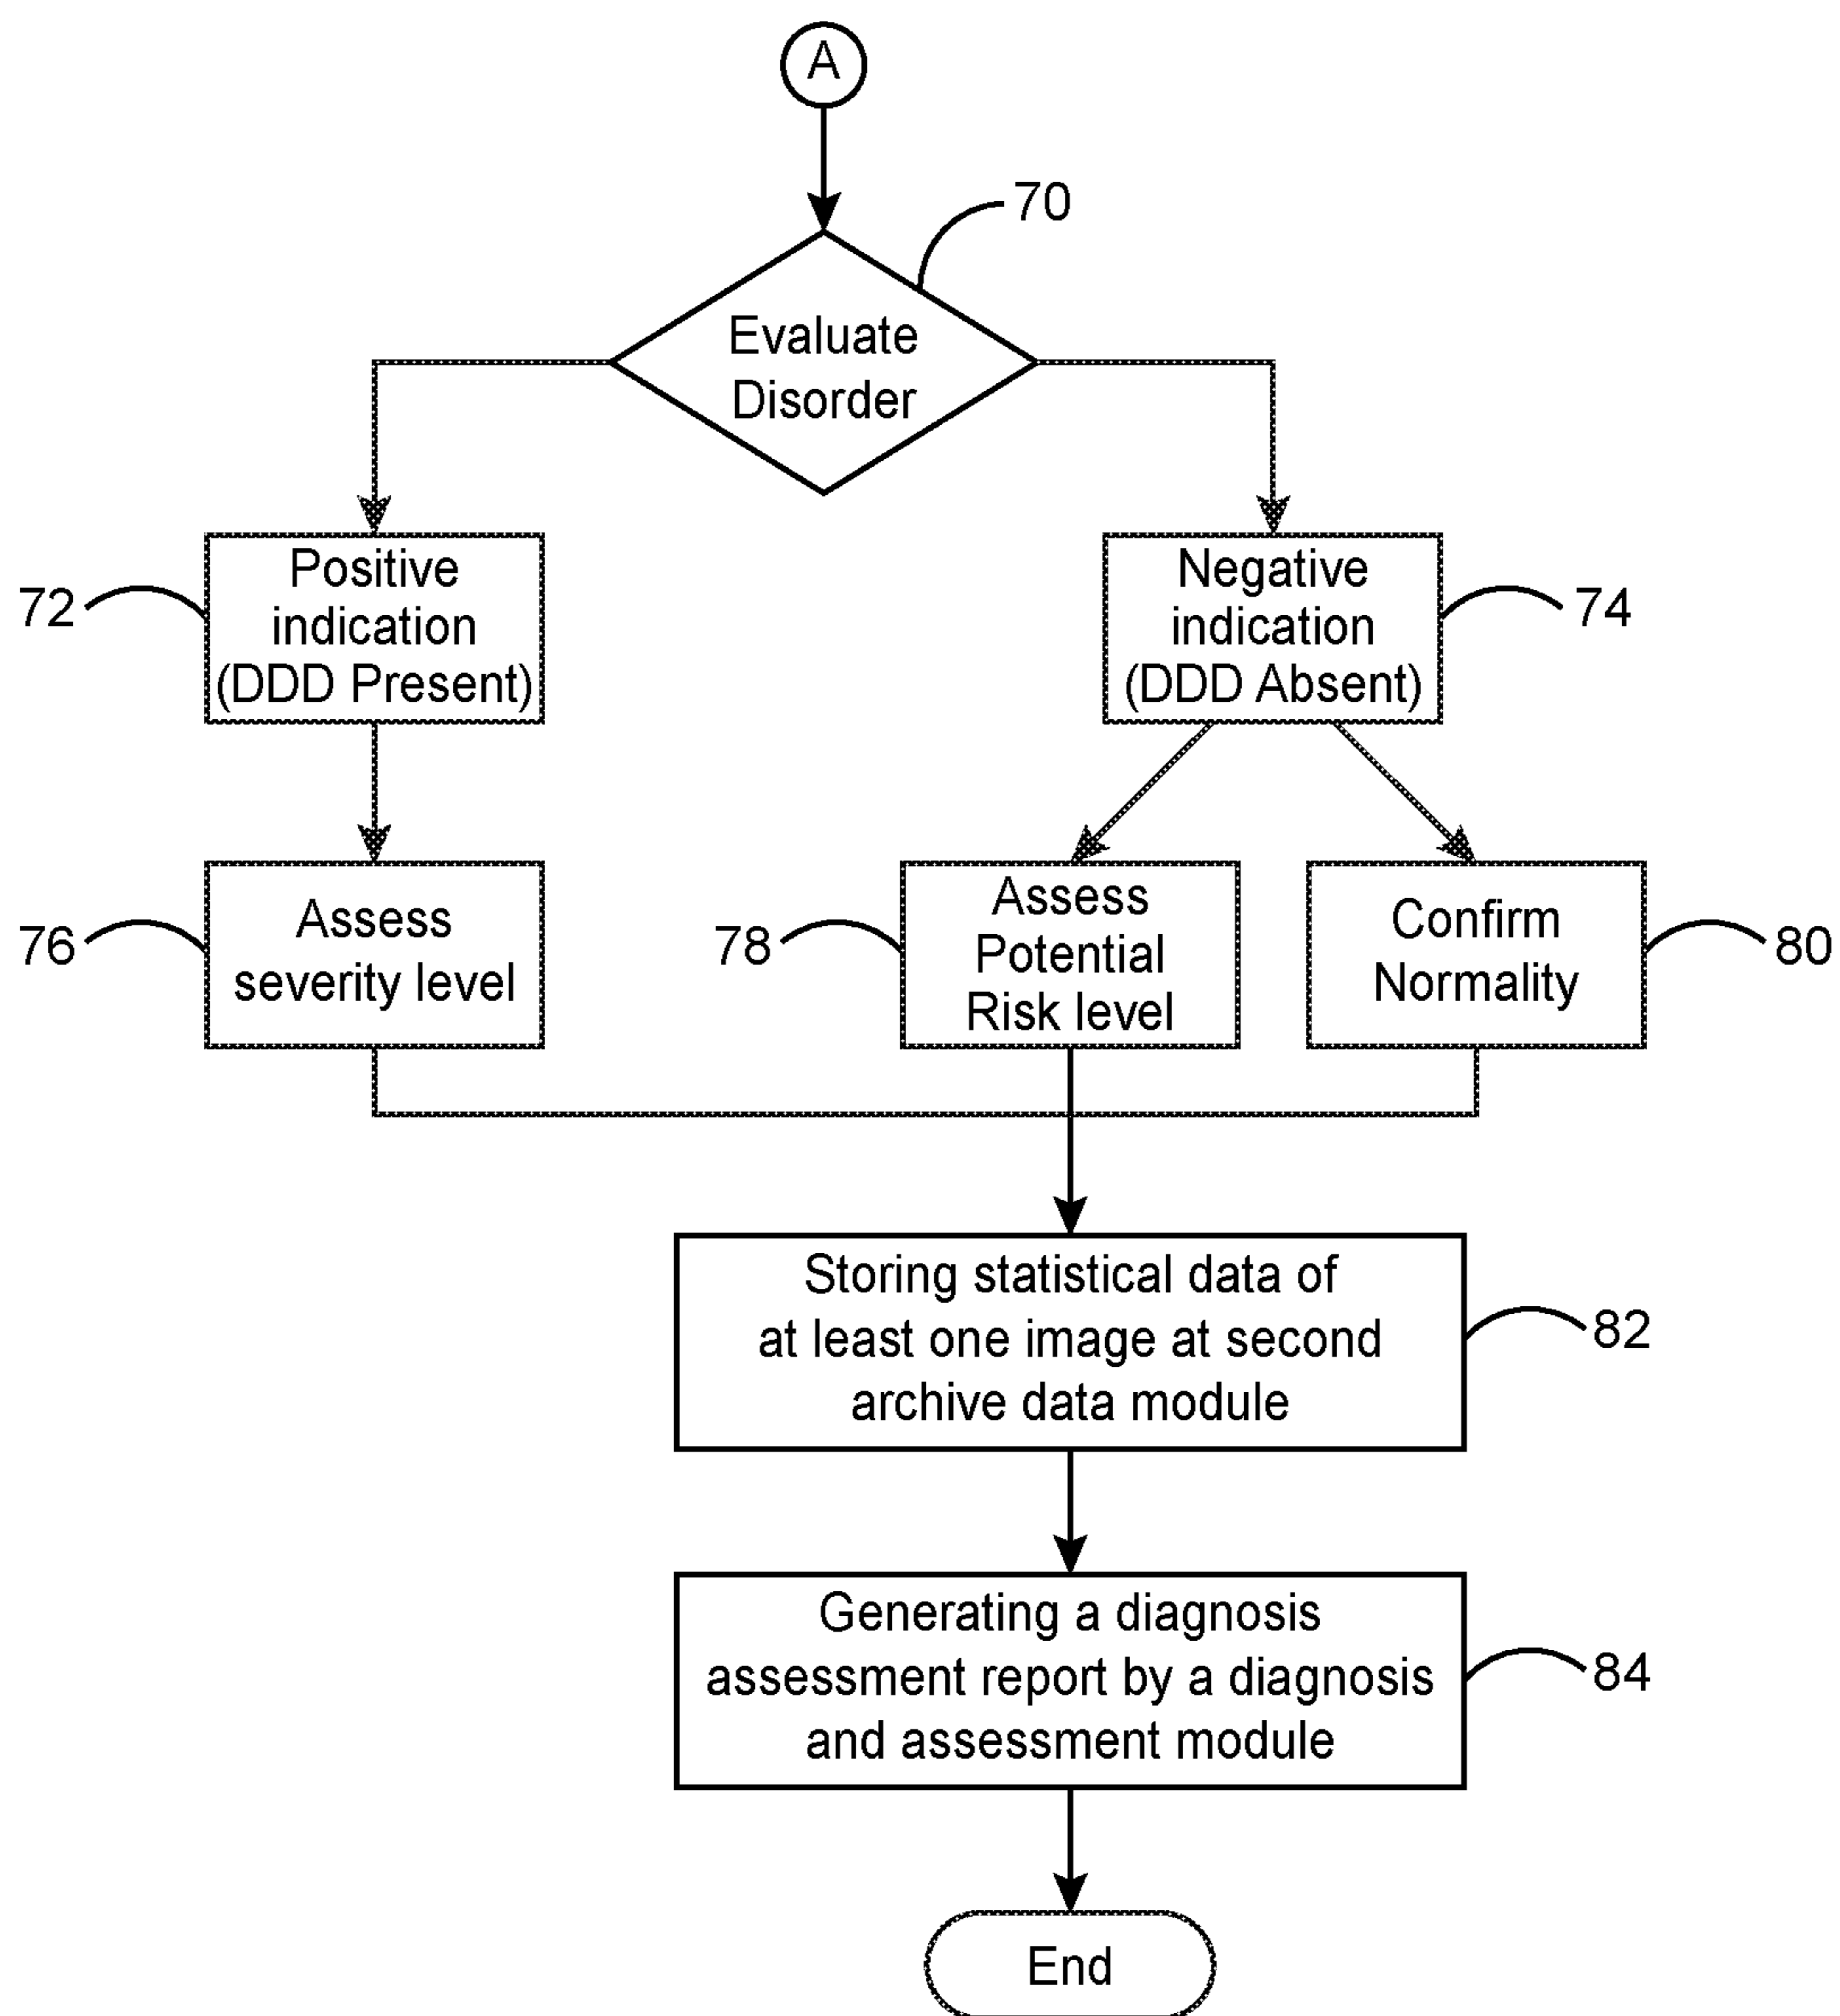 A
70
Evaluate
Disorder
72
Positive
indication
(DDD Present)
Negative
indication
(DDD Absent)
74
76
Assess
severity level
78
Assess
Potential
Risk level
Confirm
Normality
80
Storing statistical data of
at least one image at second
archive data module
82
Generating a diagnosis
assessment report by a diagnosis
and assessment module
84
End